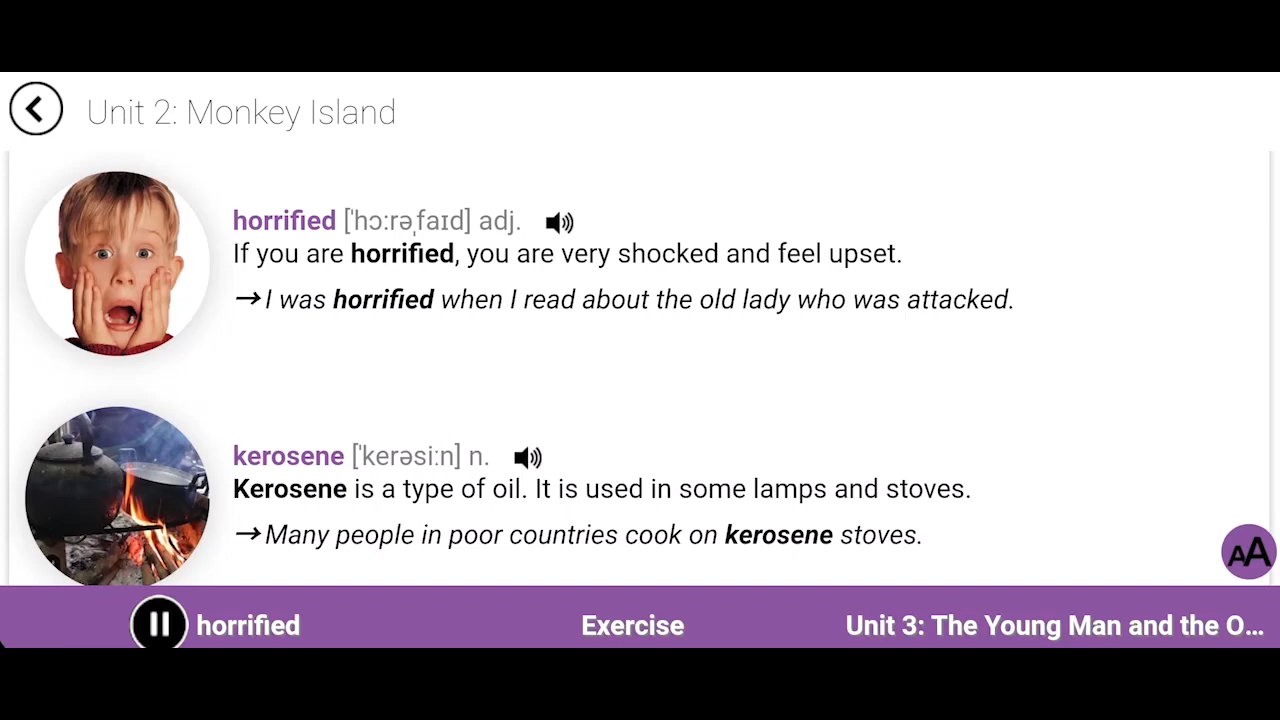 Unit 2: Monkey Island
horrified [ˈhɔːrəˌfaɪd] adj.
If you are horrified, you are very shocked and feel upset.
→ I was horrified when I read about the old lady who was attacked.
kerosene [ˈkerəsiːn] n.
Kerosene is a type of oil. It is used in some lamps and stoves.
→ Many people in poor countries cook on kerosene stoves.
AA
horrified Exercise Unit 3: The Young Man and the O...